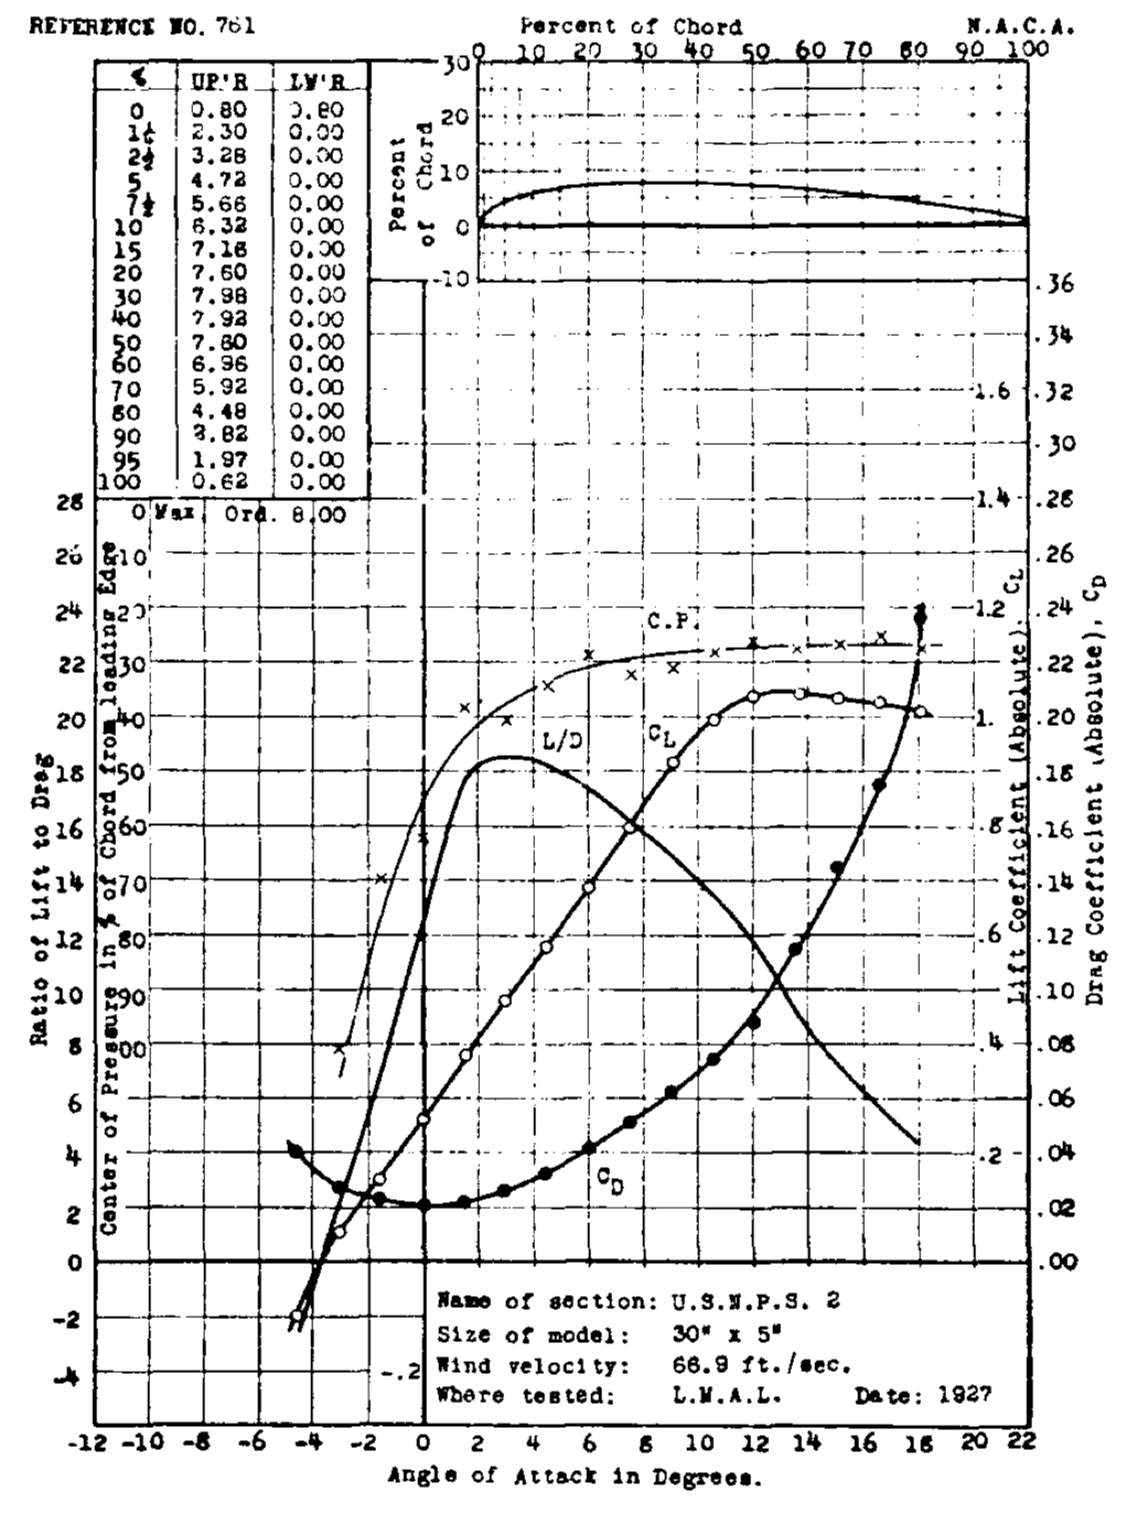 REFERENCE NO. 761
Percent of Chord
N.A.C.A.
0 10 20 30 40 50 60 70 80 90 100
% UP'R LW'R
0 0.80 0.80
1¼ 2.30 0.00
2½ 3.28 0.00
5 4.72 0.00
7½ 5.66 0.00
10 6.32 0.00
15 7.16 0.00
20 7.60 0.00
30 7.98 0.00
40 7.92 0.00
50 7.80 0.00
60 6.96 0.00
70 5.92 0.00
80 4.48 0.00
90 2.82 0.00
95 1.97 0.00
100 0.62 0.00
Max. Ord. 8.00
Percent of Chord
30
20
10
0
-10
Ratio of Lift to Drag
28
26
24
22
20
18
16
14
12
10
8
6
4
2
0
-2
-4
Center of Pressure in % of Chord from leading Edge
0
10
20
30
40
50
60
70
80
90
00
C.P.
L/D
CL
CD
Lift Coefficient (Absolute), CL
1.6
1.4
1.2
1.
.8
.6
.4
.2
-.2
Drag Coefficient (Absolute), CD
.36
.34
.32
.30
.28
.26
.24
.22
.20
.18
.16
.14
.12
.10
.08
.06
.04
.02
.00
Name of section: U.S.N.P.S. 2
Size of model: 30" x 5"
Wind velocity: 66.9 ft./sec.
Where tested: L.M.A.L. Date: 1927
-12 -10 -8 -6 -4 -2 0 2 4 6 8 10 12 14 16 18 20 22
Angle of Attack in Degrees.